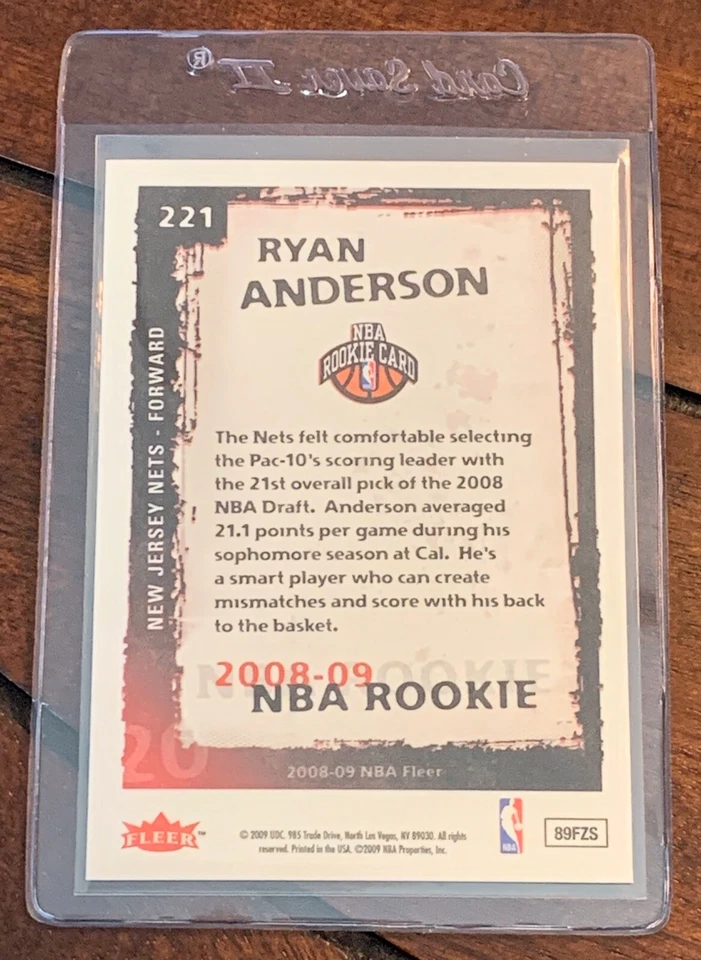 Card Saver II®
221
RYAN
ANDERSON
NBA
ROOKIE CARD
NEW JERSEY NETS - FORWARD
The Nets felt comfortable selecting
the Pac-10's scoring leader with
the 21st overall pick of the 2008
NBA Draft. Anderson averaged
21.1 points per game during his
sophomore season at Cal. He's
a smart player who can create
mismatches and score with his back
to the basket.
2008-09
NBA ROOKIE
20
2008-09 NBA Fleer
FLEER™
© 2009 UDC. 985 Trade Drive, North Las Vegas, NV 89030. All rights
reserved. Printed in the USA. ©2009 NBA Properties, Inc.
NBA
89FZS